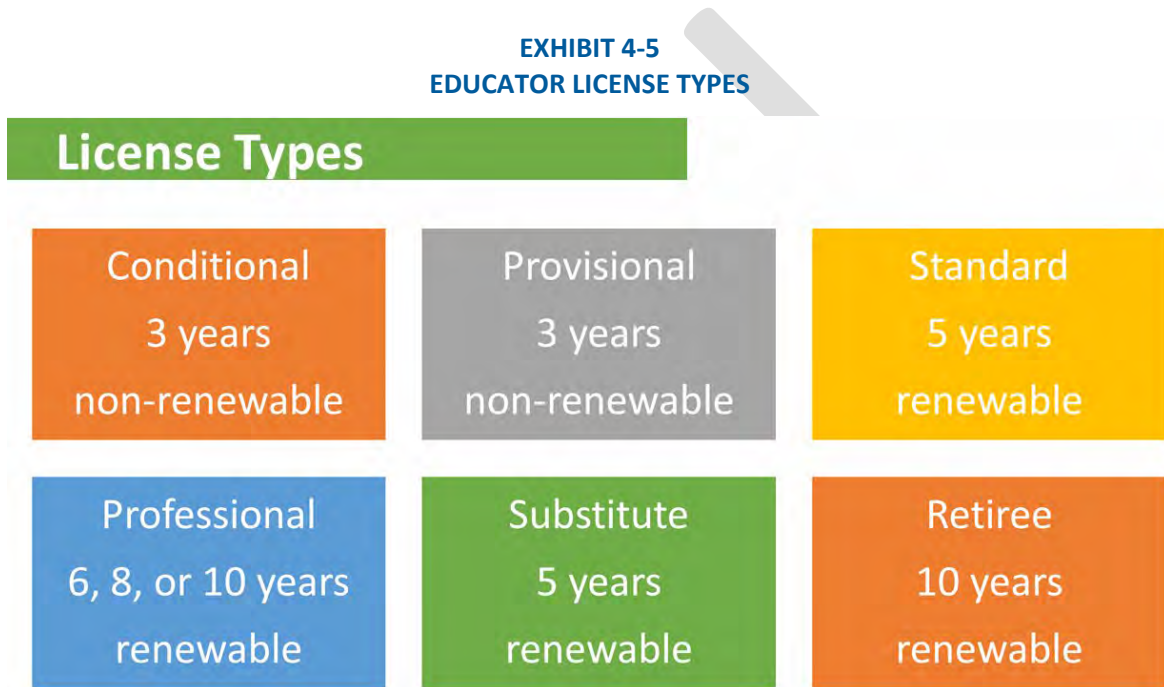 EXHIBIT 4-5
EDUCATOR LICENSE TYPES
License Types
Conditional
3 years
non-renewable
Provisional
3 years
non-renewable
Standard
5 years
renewable
Professional
6, 8, or 10 years
renewable
Substitute
5 years
renewable
Retiree
10 years
renewable